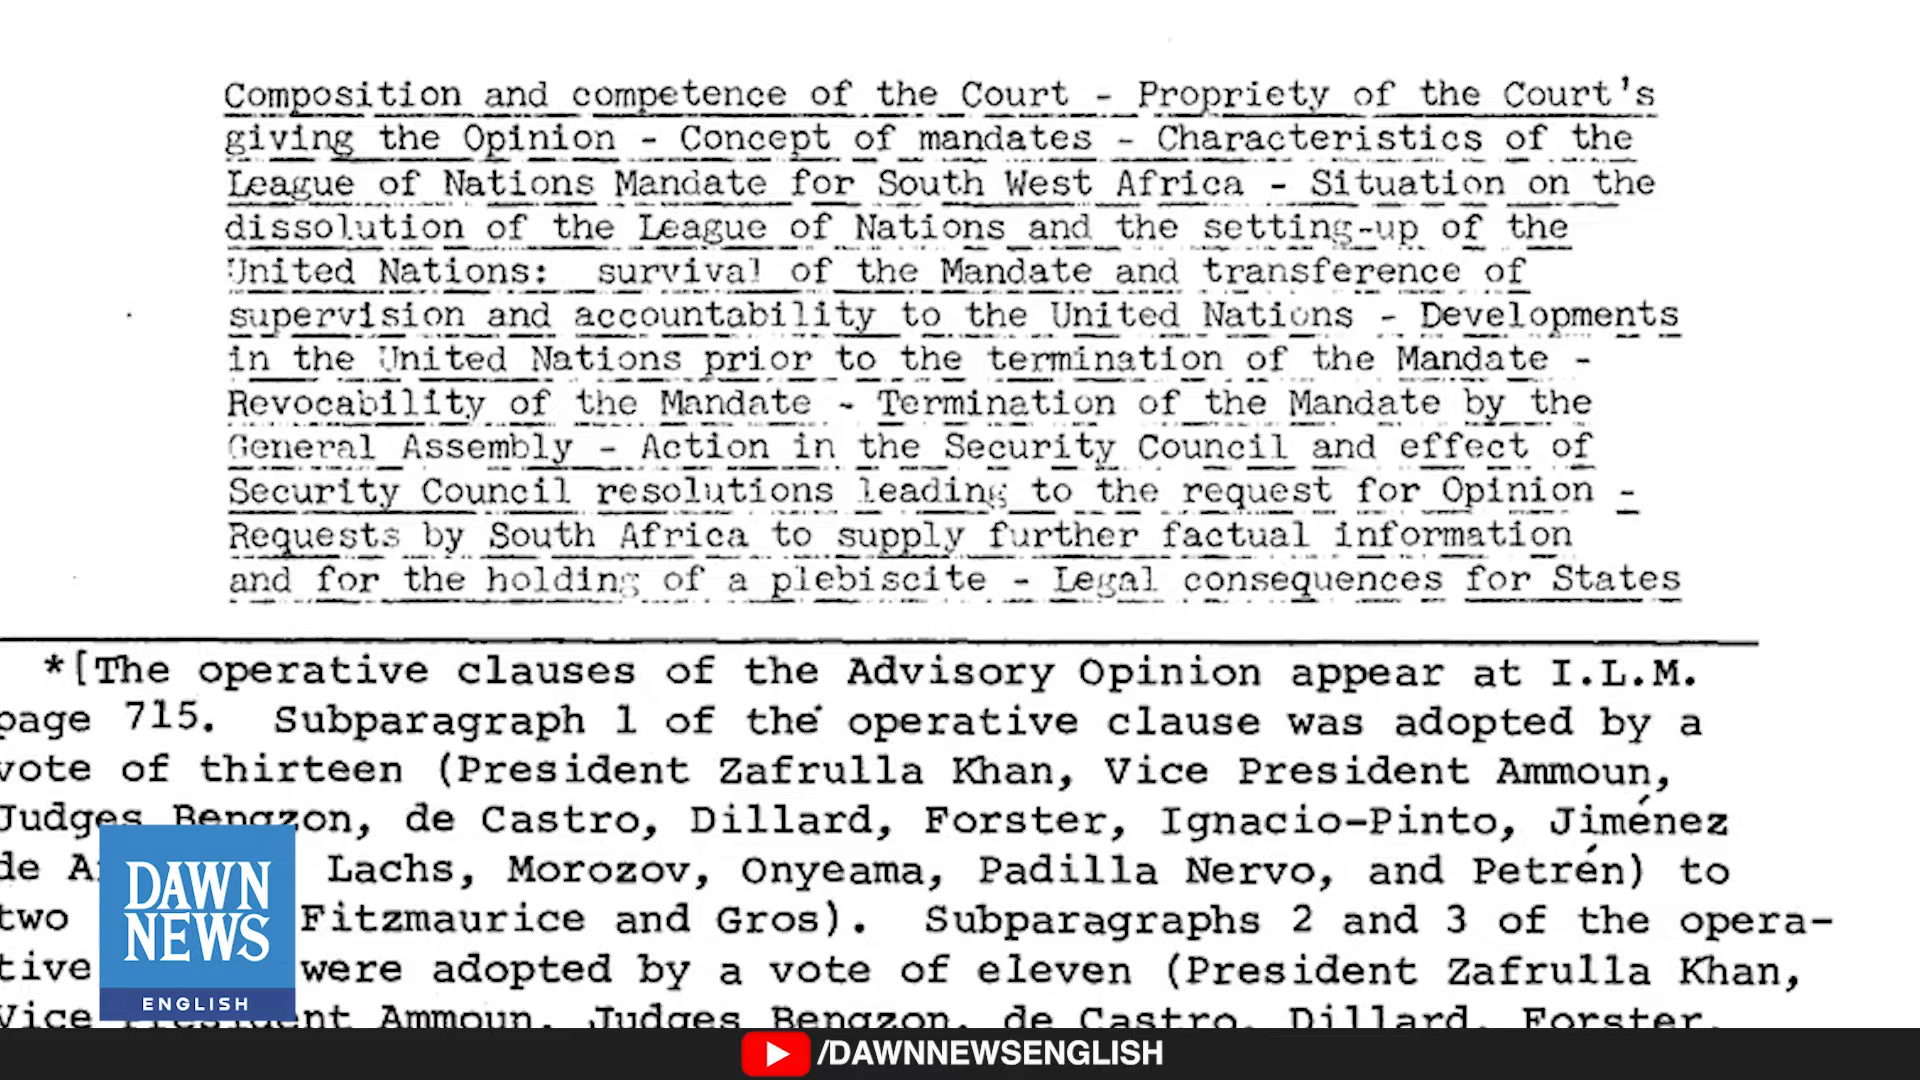 Composition and competence of the Court - Propriety of the Court's
giving the Opinion - Concept of mandates - Characteristics of the
League of Nations Mandate for South West Africa - Situation on the
dissolution of the League of Nations and the setting-up of the
United Nations: survival of the Mandate and transference of
supervision and accountability to the United Nations - Developments
in the United Nations prior to the termination of the Mandate -
Revocability of the Mandate - Termination of the Mandate by the
General Assembly - Action in the Security Council and effect of
Security Council resolutions leading to the request for Opinion -
Requests by South Africa to supply further factual information
and for the holding of a plebiscite - Legal consequences for States
*[The operative clauses of the Advisory Opinion appear at I.L.M.
page 715. Subparagraph 1 of the operative clause was adopted by a
vote of thirteen (President Zafrulla Khan, Vice President Ammoun,
Judges Bengzon, de Castro, Dillard, Forster, Ignacio-Pinto, Jiménez
de Lachs, Morozov, Onyeama, Padilla Nervo, and Petrén) to
two Fitzmaurice and Gros). Subparagraphs 2 and 3 of the opera-
tive were adopted by a vote of eleven (President Zafrulla Khan,
Vice President Ammoun, Judges Bengzon, de Castro, Dillard, Forster,
DAWN
NEWS
ENGLISH
/DAWNNEWSENGLISH